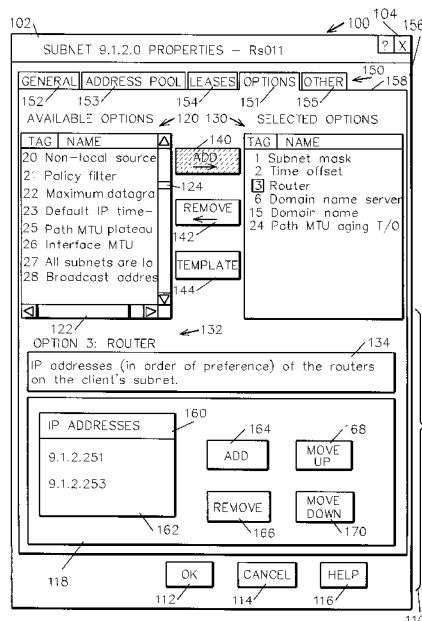 102 100 104 156
SUBNET 9.1.2.0 PROPERTIES – Rs011 ? X
GENERAL ADDRESS POOL LEASES OPTIONS OTHER 150
152 153 154 151 155 158
AVAILABLE OPTIONS 120 130 SELECTED OPTIONS
140
TAG NAME
20 Non-local source
21 Policy filter
22 Maximum datagra
23 Default IP time-
25 Path MTU plateau
26 Interface MTU
27 All subnets are lo
28 Broadcast addres
ADD
124
REMOVE
142
TEMPLATE
144
TAG NAME
1 Subnet mask
2 Time offset
3 Router
6 Domain name server
15 Domain name
24 Path MTU aging T/O
122 132
OPTION 3: ROUTER 134
IP addresses (in order of preference) of the routers
on the client's subnet.
160 164 168
IP ADDRESSES
9.1.2.251
9.1.2.253
ADD MOVE
UP
REMOVE MOVE
DOWN
162 166 170
118
OK CANCEL HELP
112 114 116
110